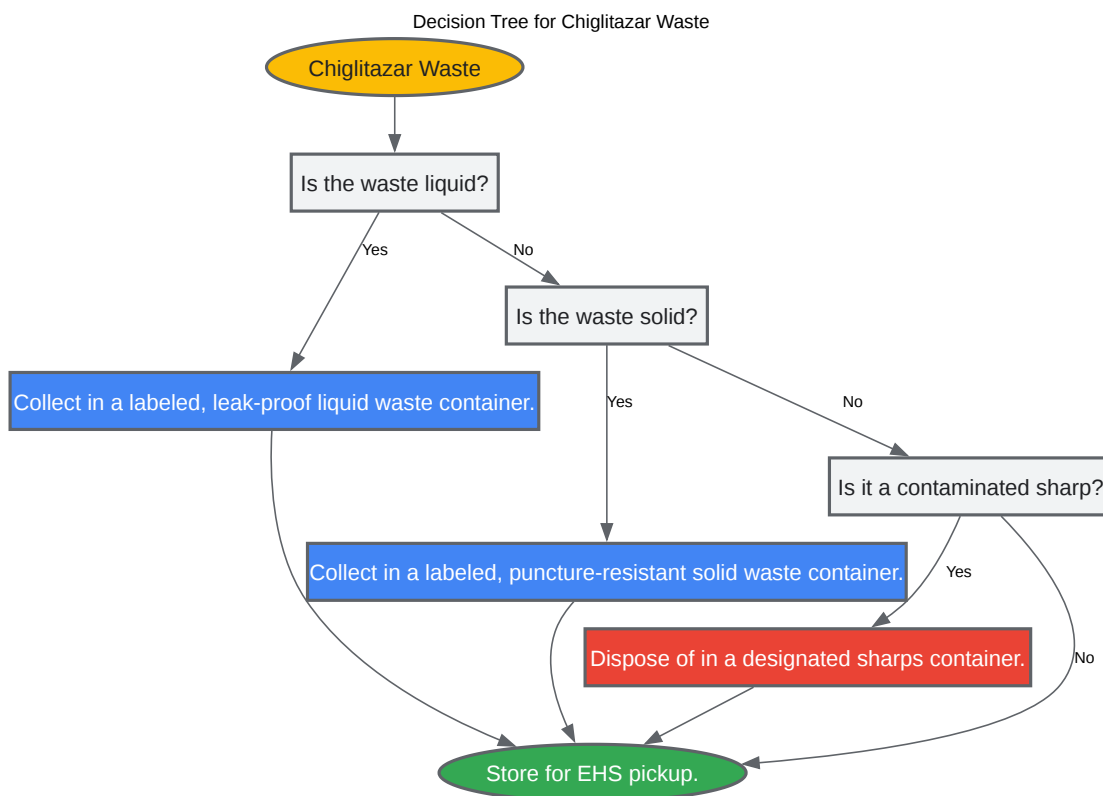 Decision Tree for Chiglitazar Waste
Chiglitazar Waste
Is the waste liquid?
Yes
No
Is the waste solid?
Collect in a labeled, leak-proof liquid waste container.
Yes
No
Is it a contaminated sharp?
Collect in a labeled, puncture-resistant solid waste container.
Yes
No
Dispose of in a designated sharps container.
Store for EHS pickup.